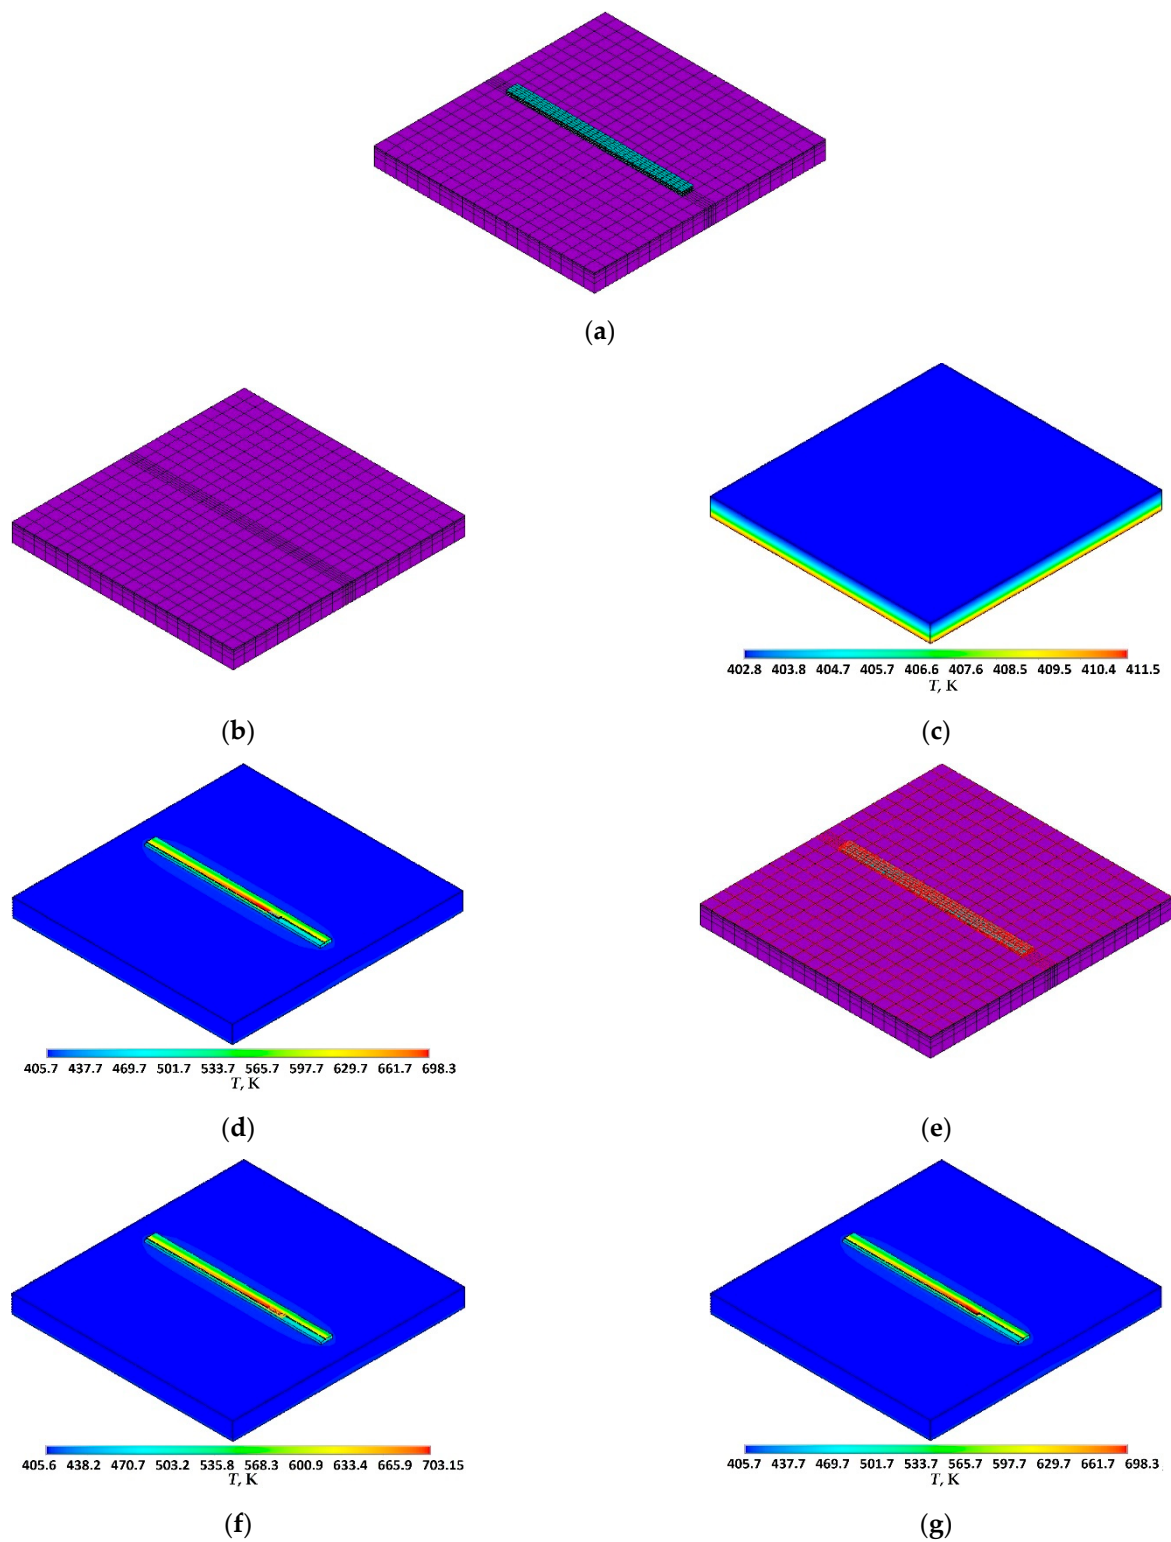 (a)
402.8 403.8 404.7 405.7 406.6 407.6 408.5 409.5 410.4 411.5
T, K
(b)
(c)
405.7 437.7 469.7 501.7 533.7 565.7 597.7 629.7 661.7 698.3
T, K
(d)
(e)
405.6 438.2 470.7 503.2 535.8 568.3 600.9 633.4 665.9 703.15
T, K
405.7 437.7 469.7 501.7 533.7 565.7 597.7 629.7 661.7 698.3
T, K
(f)
(g)